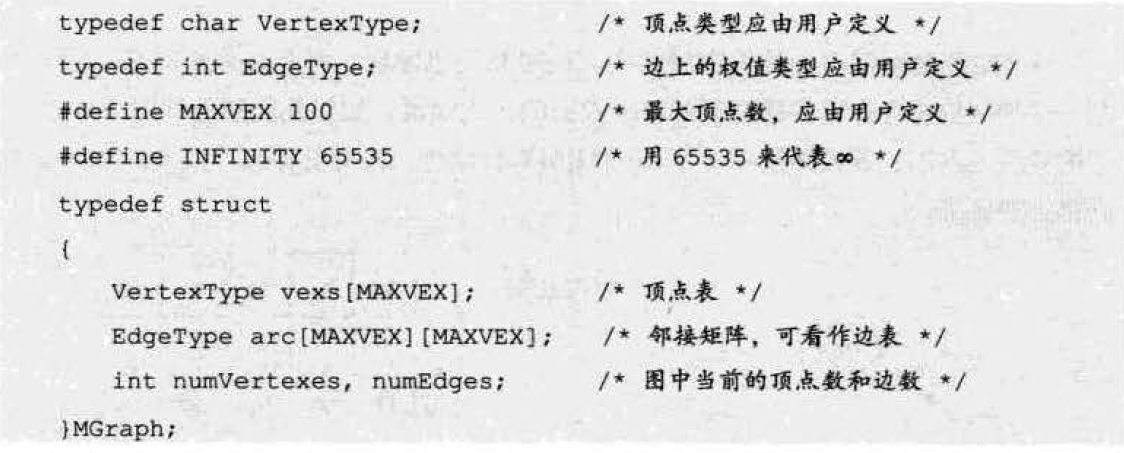 typedef char VertexType; /* 顶点类型应由用户定义 */
typedef int EdgeType; /* 边上的权值类型应由用户定义 */
#define MAXVEX 100 /* 最大顶点数，应由用户定义 */
#define INFINITY 65535 /* 用 65535 来代表∞ */
typedef struct
{
VertexType vexs[MAXVEX]; /* 顶点表 */
EdgeType arc[MAXVEX][MAXVEX]; /* 邻接矩阵，可看作边表 */
int numVertexes, numEdges; /* 图中当前的顶点数和边数 */
}MGraph;